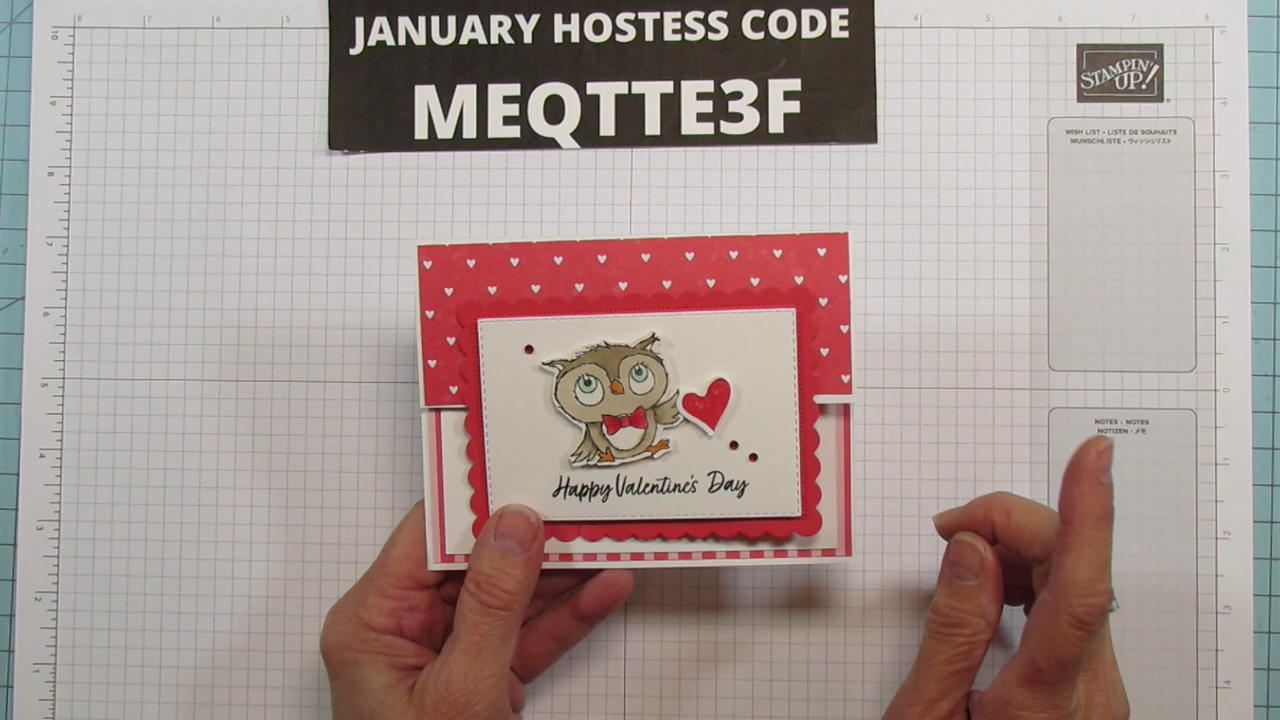 JANUARY HOSTESS CODE
MEQTTE3F
STAMPIN' UP!
WISH LIST • LISTE DE SOUHAITS
WUNSCHLISTE • ウィッシュリスト
NOTES • NOTES
NOTIZEN • メモ
Happy Valentine's Day